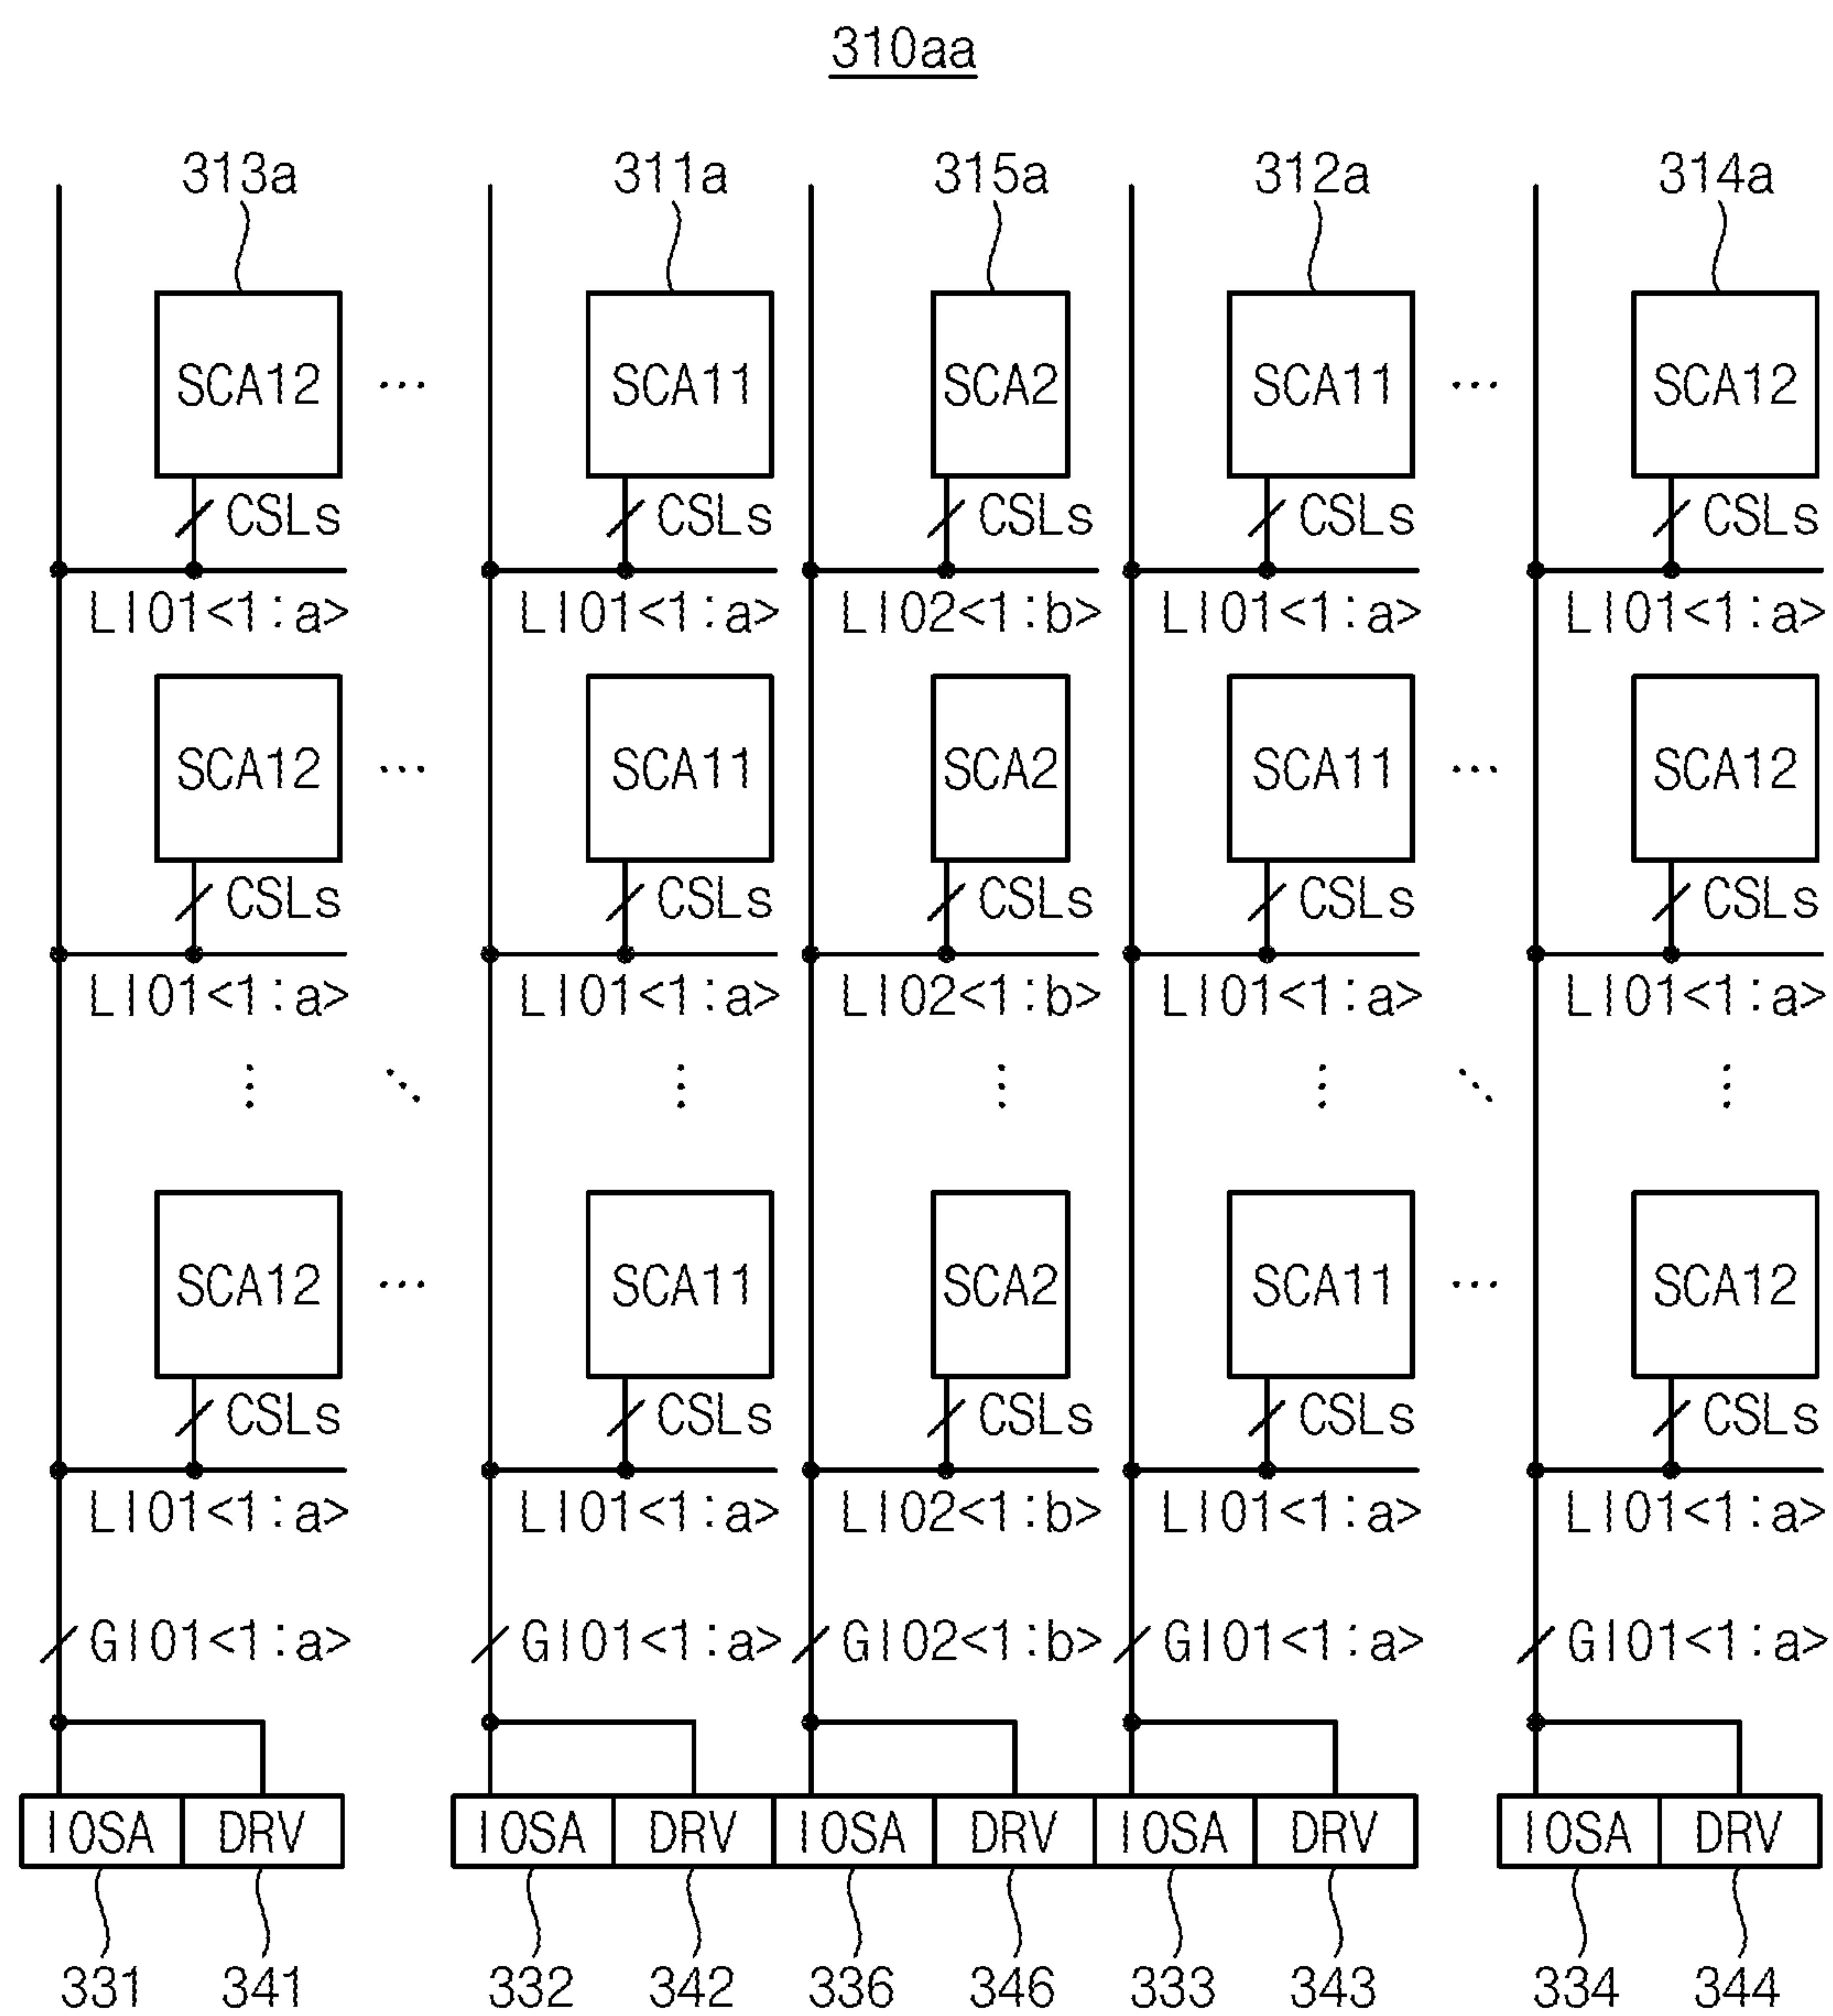 310aa
313a 311a 315a 312a 314a
SCA12 ... SCA11 SCA2 SCA11 ... SCA12
CSLs CSLs CSLs CSLs CSLs
LIO1<1:a> LIO1<1:a> LIO2<1:b> LIO1<1:a> LIO1<1:a>
SCA12 ... SCA11 SCA2 SCA11 ... SCA12
CSLs CSLs CSLs CSLs CSLs
LIO1<1:a> LIO1<1:a> LIO2<1:b> LIO1<1:a> LIO1<1:a>
SCA12 ... SCA11 SCA2 SCA11 ... SCA12
CSLs CSLs CSLs CSLs CSLs
LIO1<1:a> LIO1<1:a> LIO2<1:b> LIO1<1:a> LIO1<1:a>
GIO1<1:a> GIO1<1:a> GIO2<1:b> GIO1<1:a> GIO1<1:a>
IOSA DRV IOSA DRV IOSA DRV IOSA DRV IOSA DRV
331 341 332 342 336 346 333 343 334 344